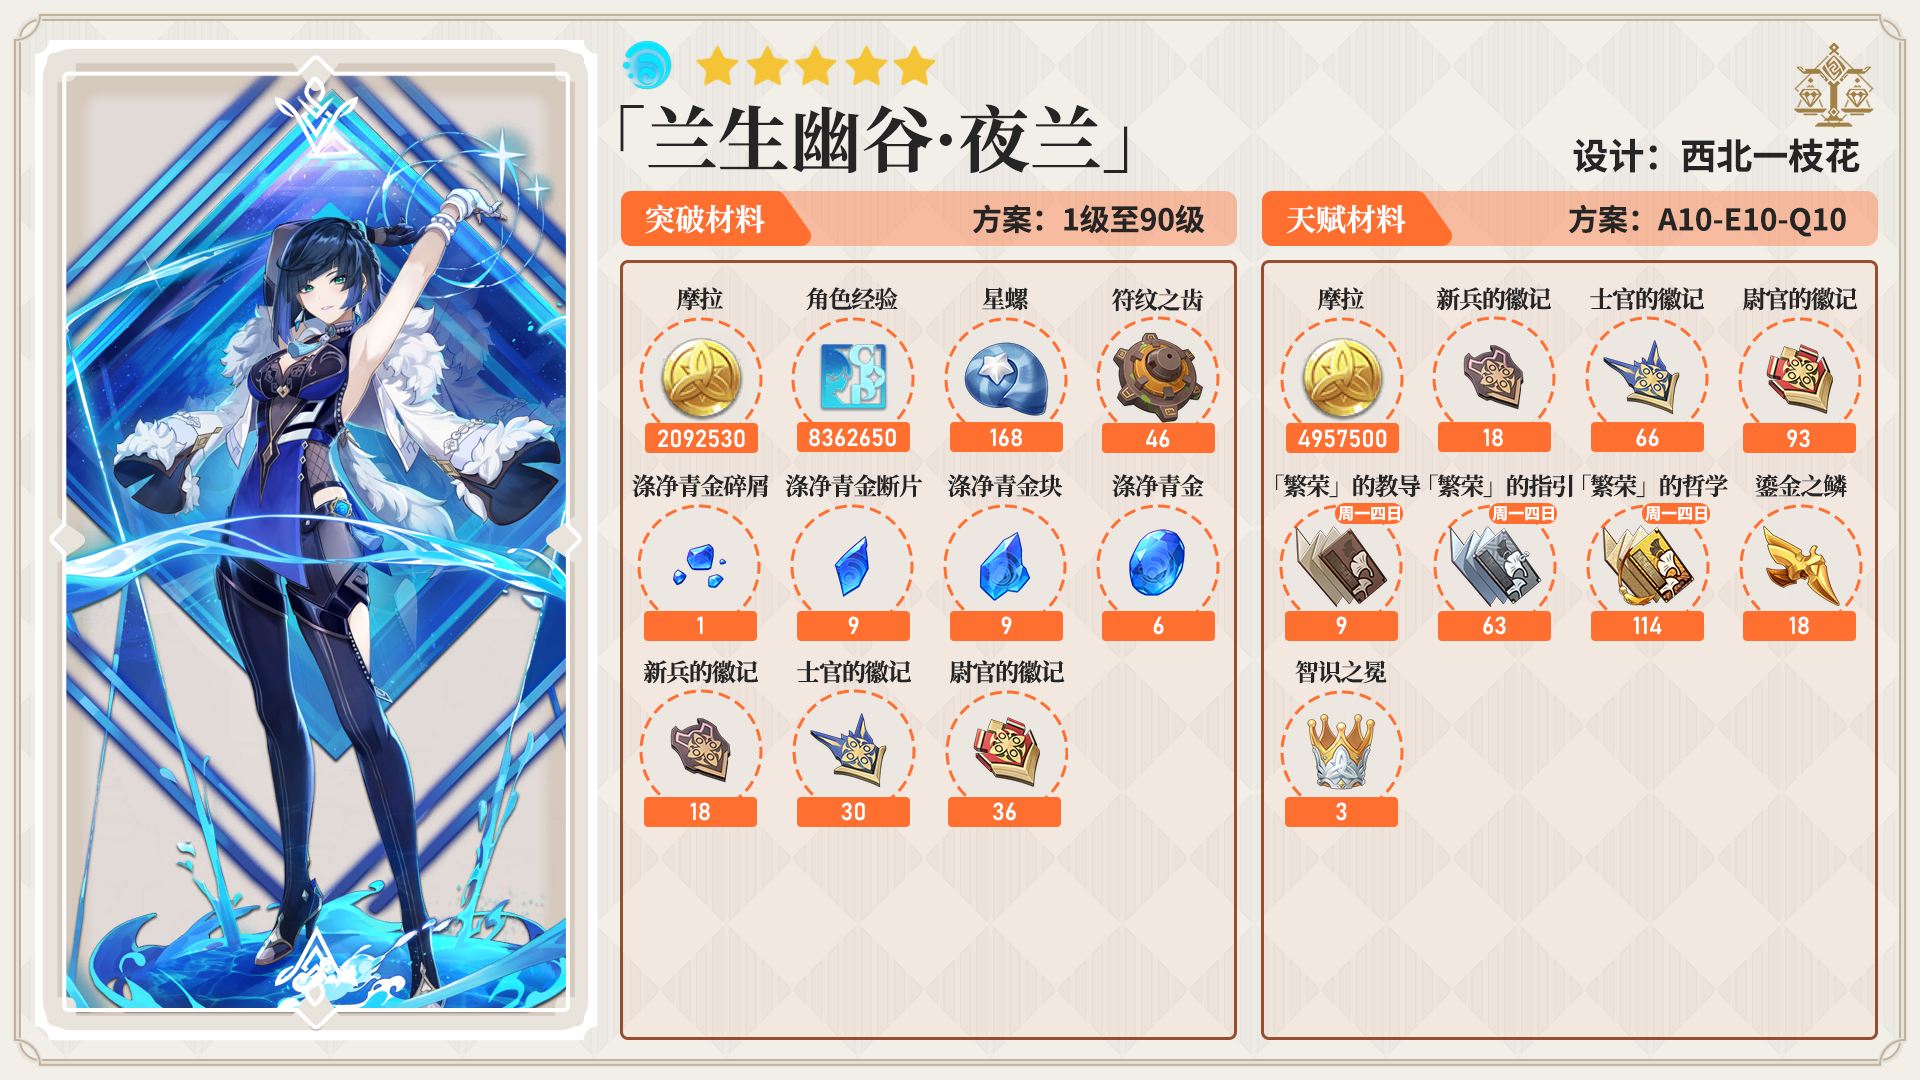 「兰生幽谷·夜兰」
设计：西北一枝花
突破材料
方案：1级至90级
摩拉 角色经验 星螺 符纹之齿
2092530 8362650 168 46
涤净青金碎屑 涤净青金断片 涤净青金块 涤净青金
1 9 9 6
新兵的徽记 士官的徽记 尉官的徽记
18 30 36
天赋材料
方案：A10-E10-Q10
摩拉 新兵的徽记 士官的徽记 尉官的徽记
4957500 18 66 93
「繁荣」的教导 「繁荣」的指引 「繁荣」的哲学 鎏金之鳞
周一四日 周一四日 周一四日
9 63 114 18
智识之冕
3